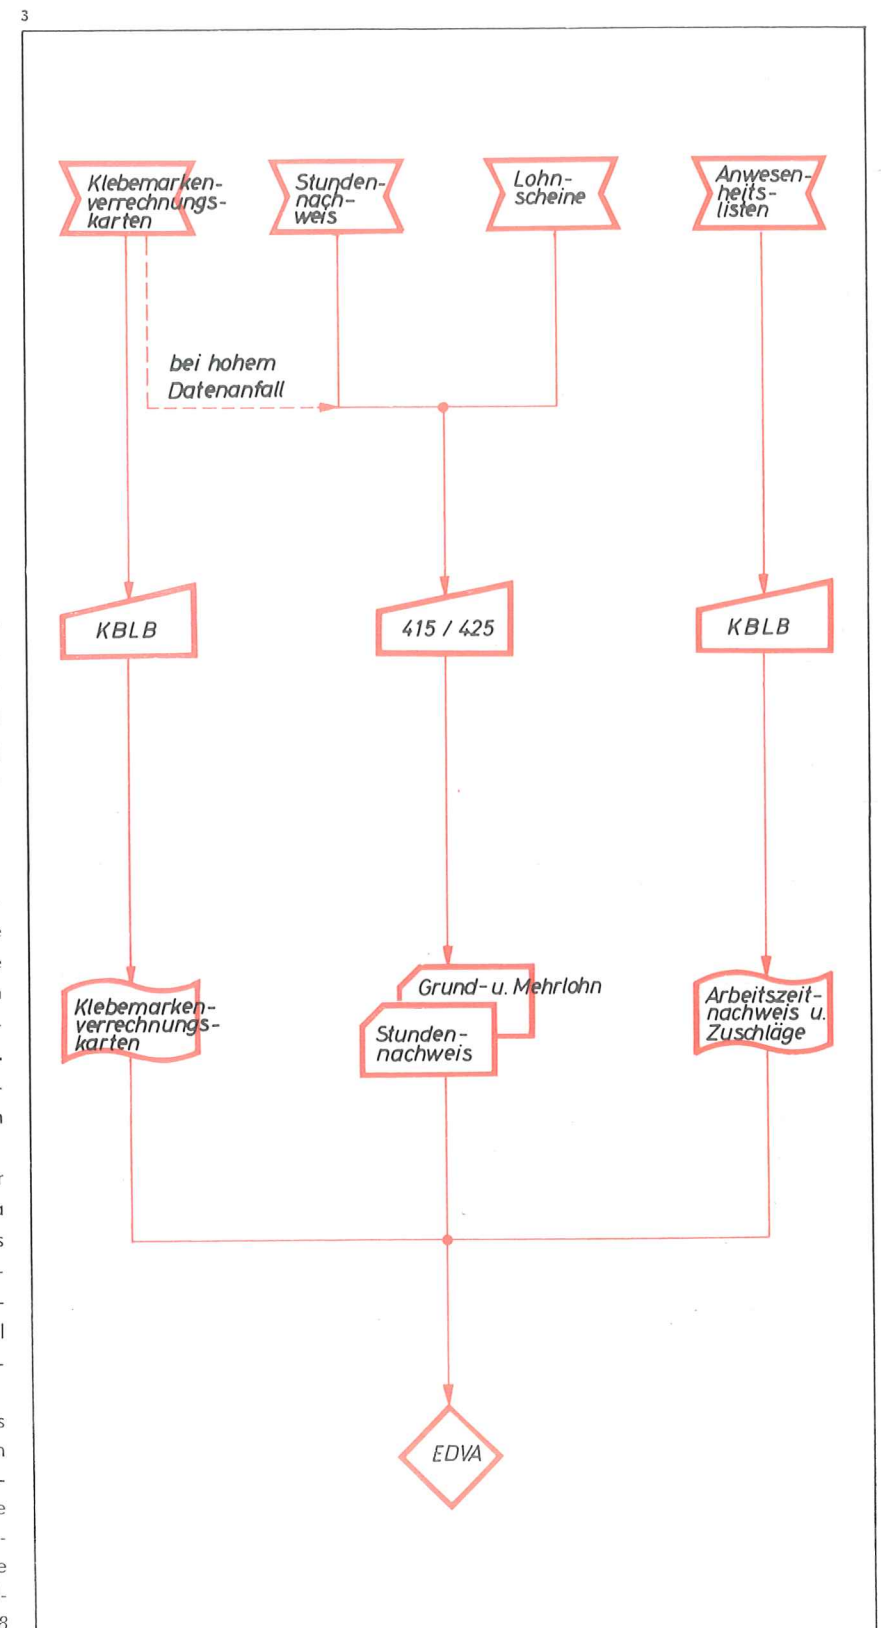 3
Klebemarken-
verrechnungs-
karten
Stunden-
nach-
weis
Lohn-
scheine
Anwesen-
heits-
listen
bei hohem
Datenanfall
KBLB
415 / 425
KBLB
Klebemarken-
verrechnungs-
karten
Grund- u. Mehrlohn
Stunden-
nachweis
Arbeitszeit-
nachweis u.
Zuschläge
EDVA